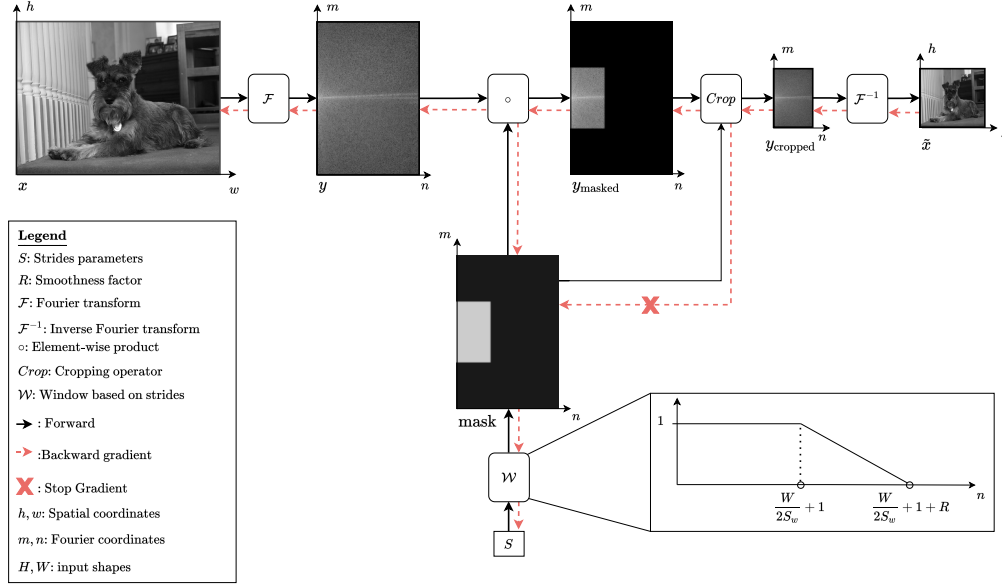 h
m
m
m
h
ℱ
∘
Crop
ℱ⁻¹
x
w
y
n
y_masked
n
y_cropped
n
x̃
m
mask
n
𝒲
S
1
W/2S_w + 1
W/2S_w + 1 + R
n
Legend
S: Strides parameters
R: Smoothness factor
ℱ: Fourier transform
ℱ⁻¹: Inverse Fourier transform
∘: Element-wise product
Crop: Cropping operator
𝒲: Window based on strides
: Forward
:Backward gradient
: Stop Gradient
h, w: Spatial coordinates
m, n: Fourier coordinates
H, W: input shapes